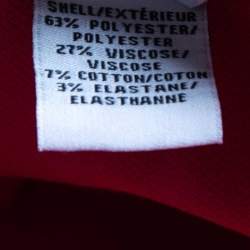 SHELL/EXTÉRIEUR
63% POLYESTER/
POLYESTER
27% VISCOSE/
VISCOSE
7% COTTON/COTON
3% ELASTANE/
ELASTHANNE